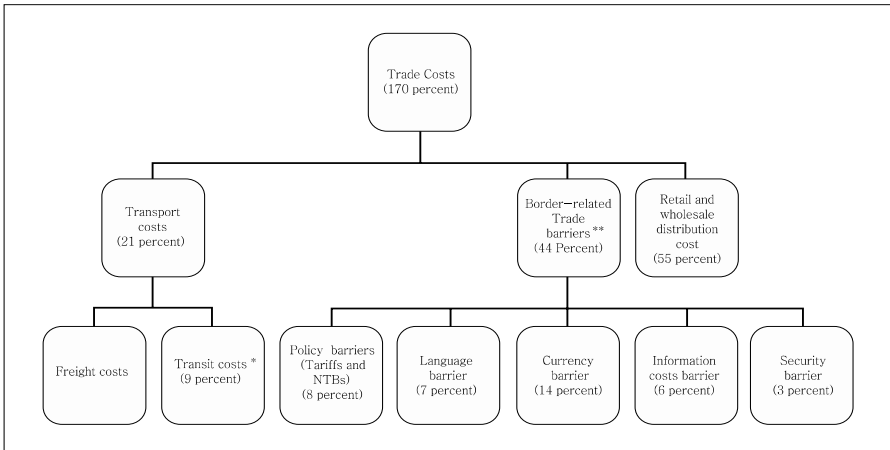 Trade Costs
(170 percent)
Transport
costs
(21 percent)
Border-related
Trade
barriers **
(44 Percent)
Retail and
wholesale
distribution
cost
(55 percent)
Freight costs
Transit costs *
(9 percent)
Policy barriers
(Tariffs and
NTBs)
(8 percent)
Language
barrier
(7 percent)
Currency
barrier
(14 percent)
Information
costs barrier
(6 percent)
Security
barrier
(3 percent)